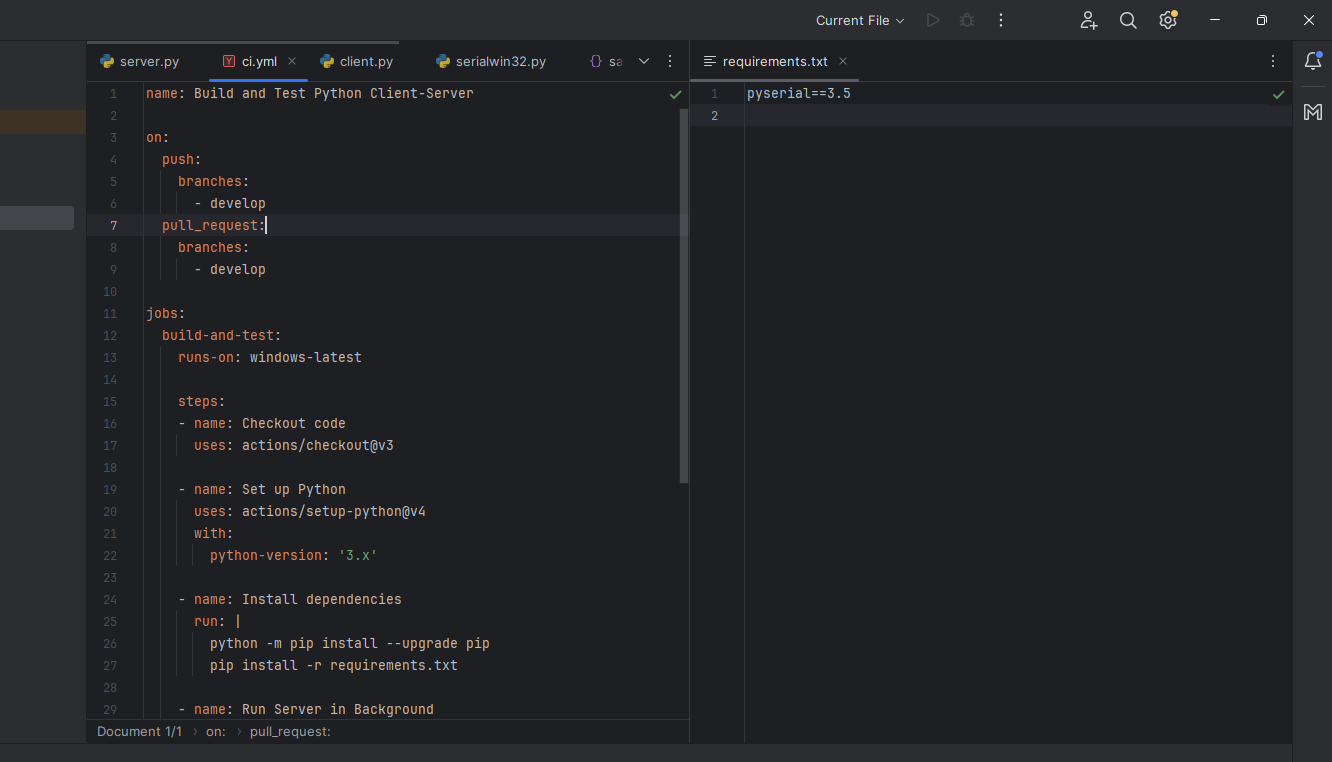 Current File
server.py
ci.yml
client.py
serialwin32.py
{} sa
requirements.txt
1 name: Build and Test Python Client-Server
2
3 on:
4 push:
5 branches:
6 - develop
7 pull_request:
8 branches:
9 - develop
10
11 jobs:
12 build-and-test:
13 runs-on: windows-latest
14
15 steps:
16 - name: Checkout code
17 uses: actions/checkout@v3
18
19 - name: Set up Python
20 uses: actions/setup-python@v4
21 with:
22 python-version: '3.x'
23
24 - name: Install dependencies
25 run: |
26 python -m pip install --upgrade pip
27 pip install -r requirements.txt
28
29 - name: Run Server in Background
1 pyserial==3.5
2
Document 1/1 › on: › pull_request: